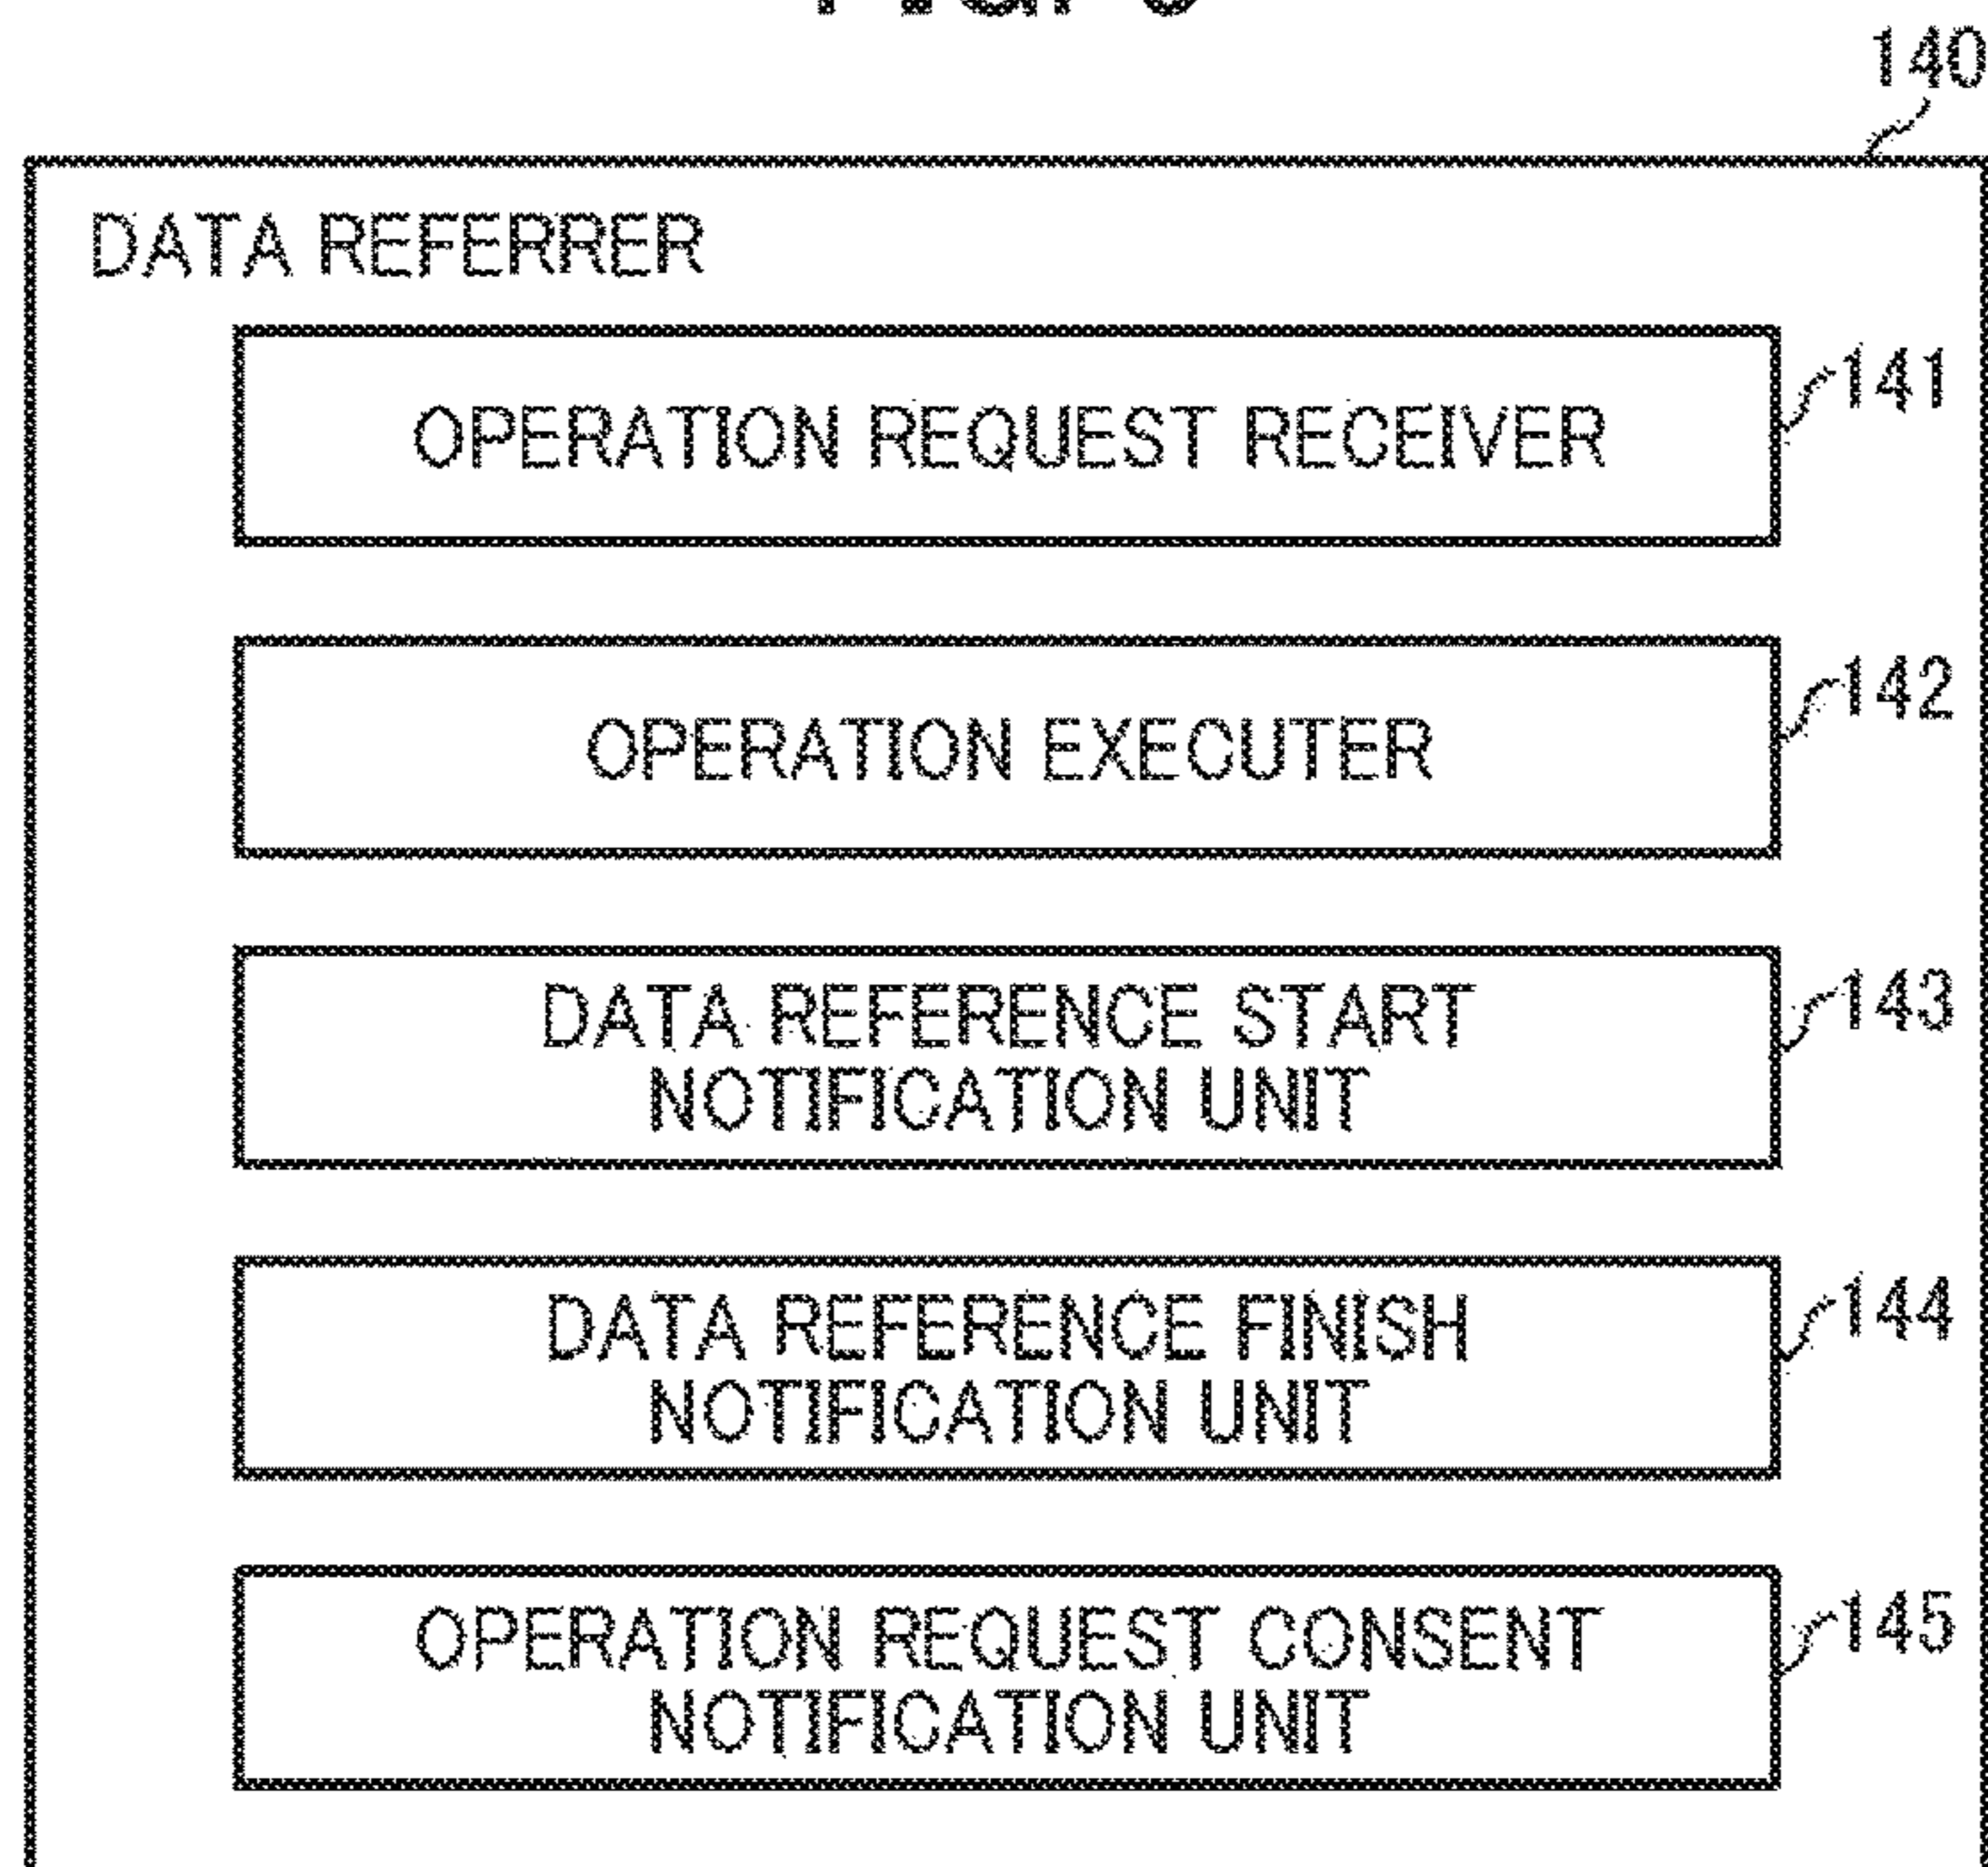 140
DATA REFERRER
OPERATION REQUEST RECEIVER
141
OPERATION EXECUTER
142
DATA REFERENCE START
NOTIFICATION UNIT
143
DATA REFERENCE FINISH
NOTIFICATION UNIT
144
OPERATION REQUEST CONSENT
NOTIFICATION UNIT
145